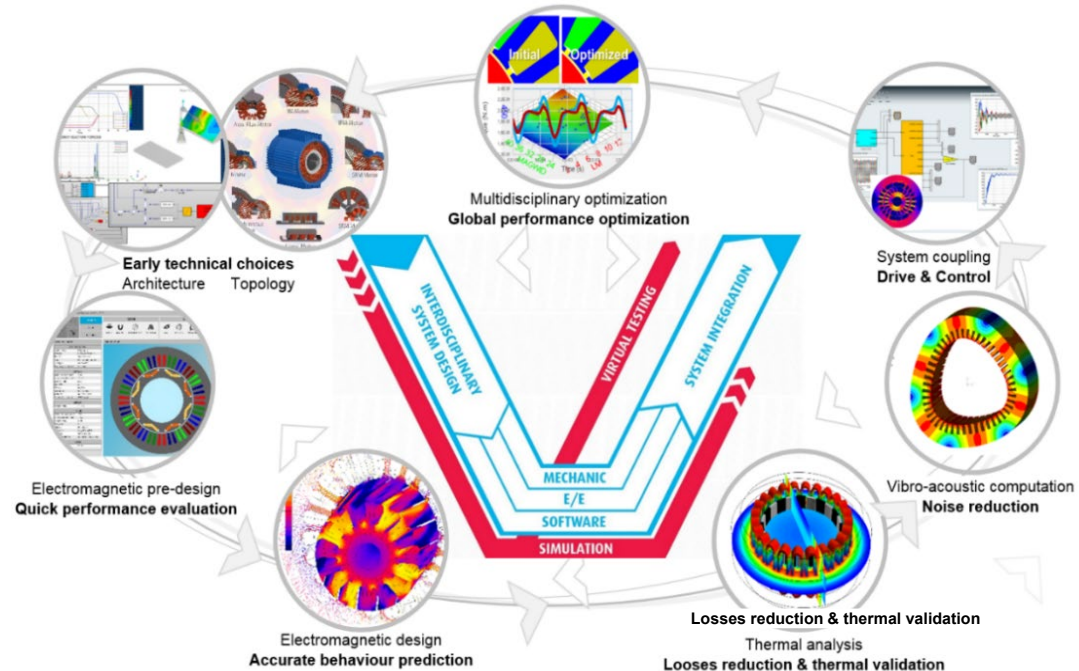 Initial
Optimized
Multidisciplinary optimization
Global performance optimization
Early technical choices
Architecture Topology
System coupling
Drive & Control
INTERDISCIPLINARY
SYSTEM DESIGN
VIRTUAL TESTING
SYSTEM INTEGRATION
MECHANIC
E/E
SOFTWARE
SIMULATION
Electromagnetic pre-design
Quick performance evaluation
Vibro-acoustic computation
Noise reduction
Electromagnetic design
Accurate behaviour prediction
Losses reduction & thermal validation
Thermal analysis
Looses reduction & thermal validation